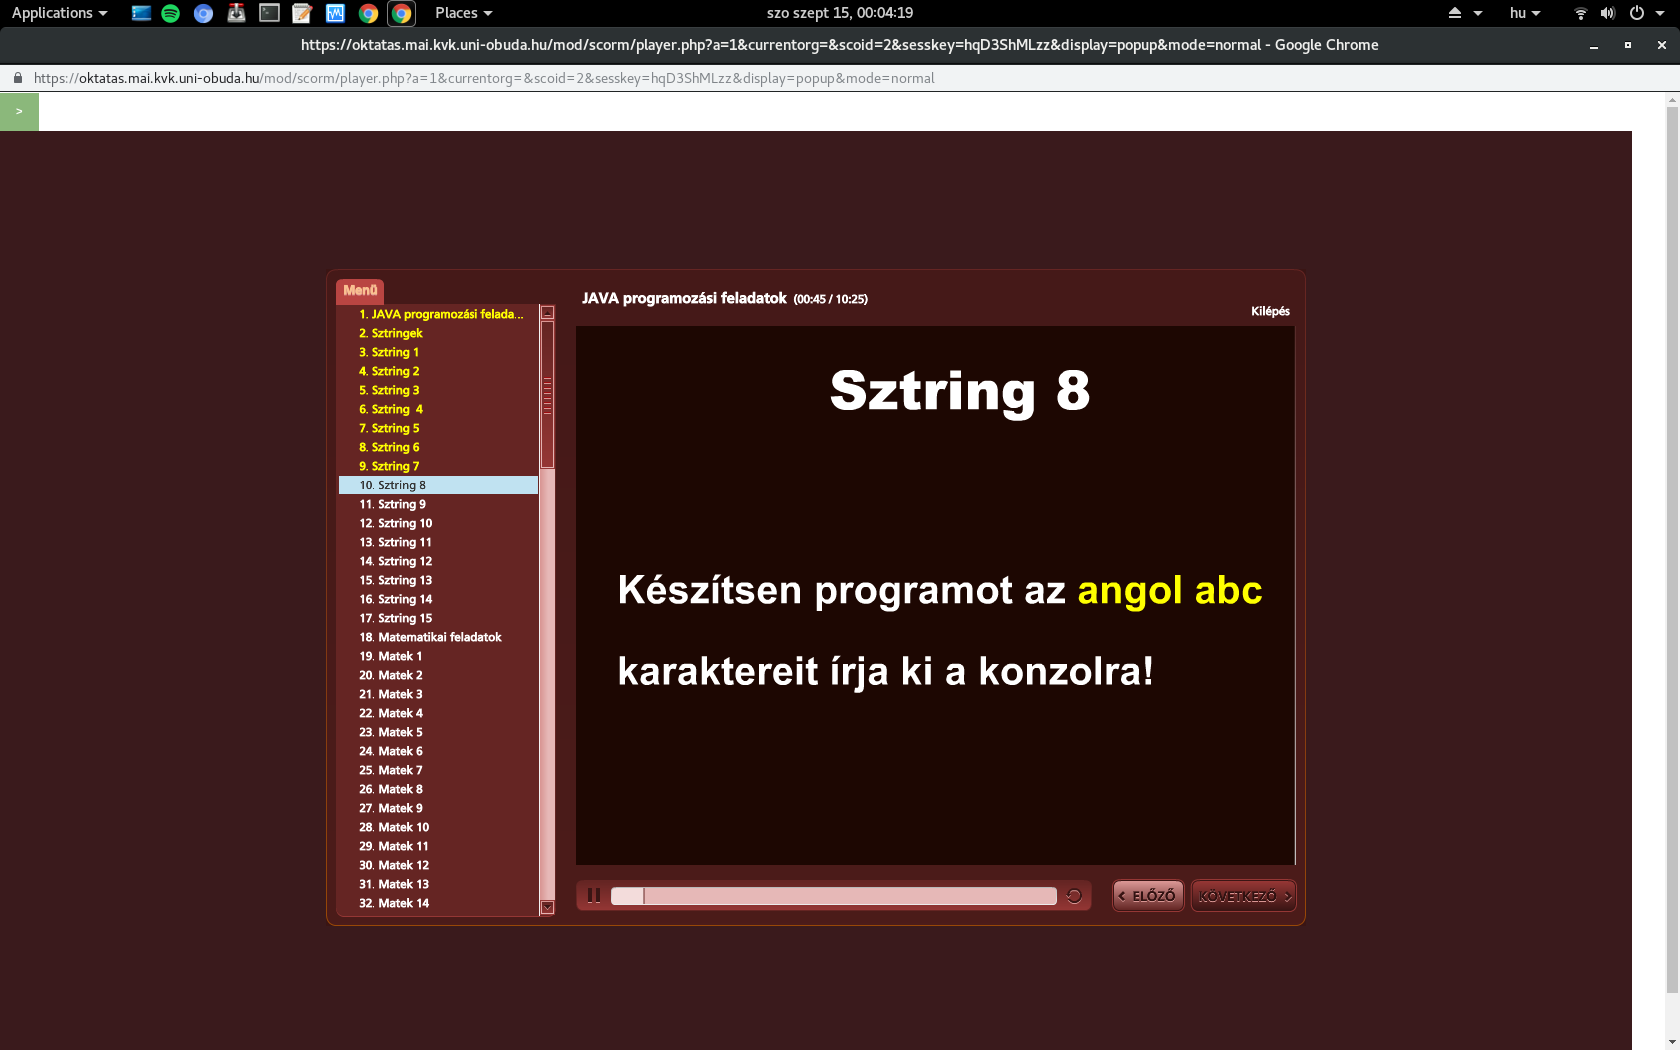 Applications
Places
szo szept 15, 00:04:19
hu
https://oktatas.mai.kvk.uni-obuda.hu/mod/scorm/player.php?a=1&currentorg=&scoid=2&sesskey=hqD3ShMLzz&display=popup&mode=normal - Google Chrome
https://oktatas.mai.kvk.uni-obuda.hu/mod/scorm/player.php?a=1&currentorg=&scoid=2&sesskey=hqD3ShMLzz&display=popup&mode=normal
>
Menü
1. JAVA programozási felada...
2. Sztringek
3. Sztring 1
4. Sztring 2
5. Sztring 3
6. Sztring 4
7. Sztring 5
8. Sztring 6
9. Sztring 7
10. Sztring 8
11. Sztring 9
12. Sztring 10
13. Sztring 11
14. Sztring 12
15. Sztring 13
16. Sztring 14
17. Sztring 15
18. Matematikai feladatok
19. Matek 1
20. Matek 2
21. Matek 3
22. Matek 4
23. Matek 5
24. Matek 6
25. Matek 7
26. Matek 8
27. Matek 9
28. Matek 10
29. Matek 11
30. Matek 12
31. Matek 13
32. Matek 14
JAVA programozási feladatok (00:45 / 10:25)
Kilépés
Sztring 8
Készítsen programot az angol abc
karaktereit írja ki a konzolra!
< ELŐZŐ
KÖVETKEZŐ >